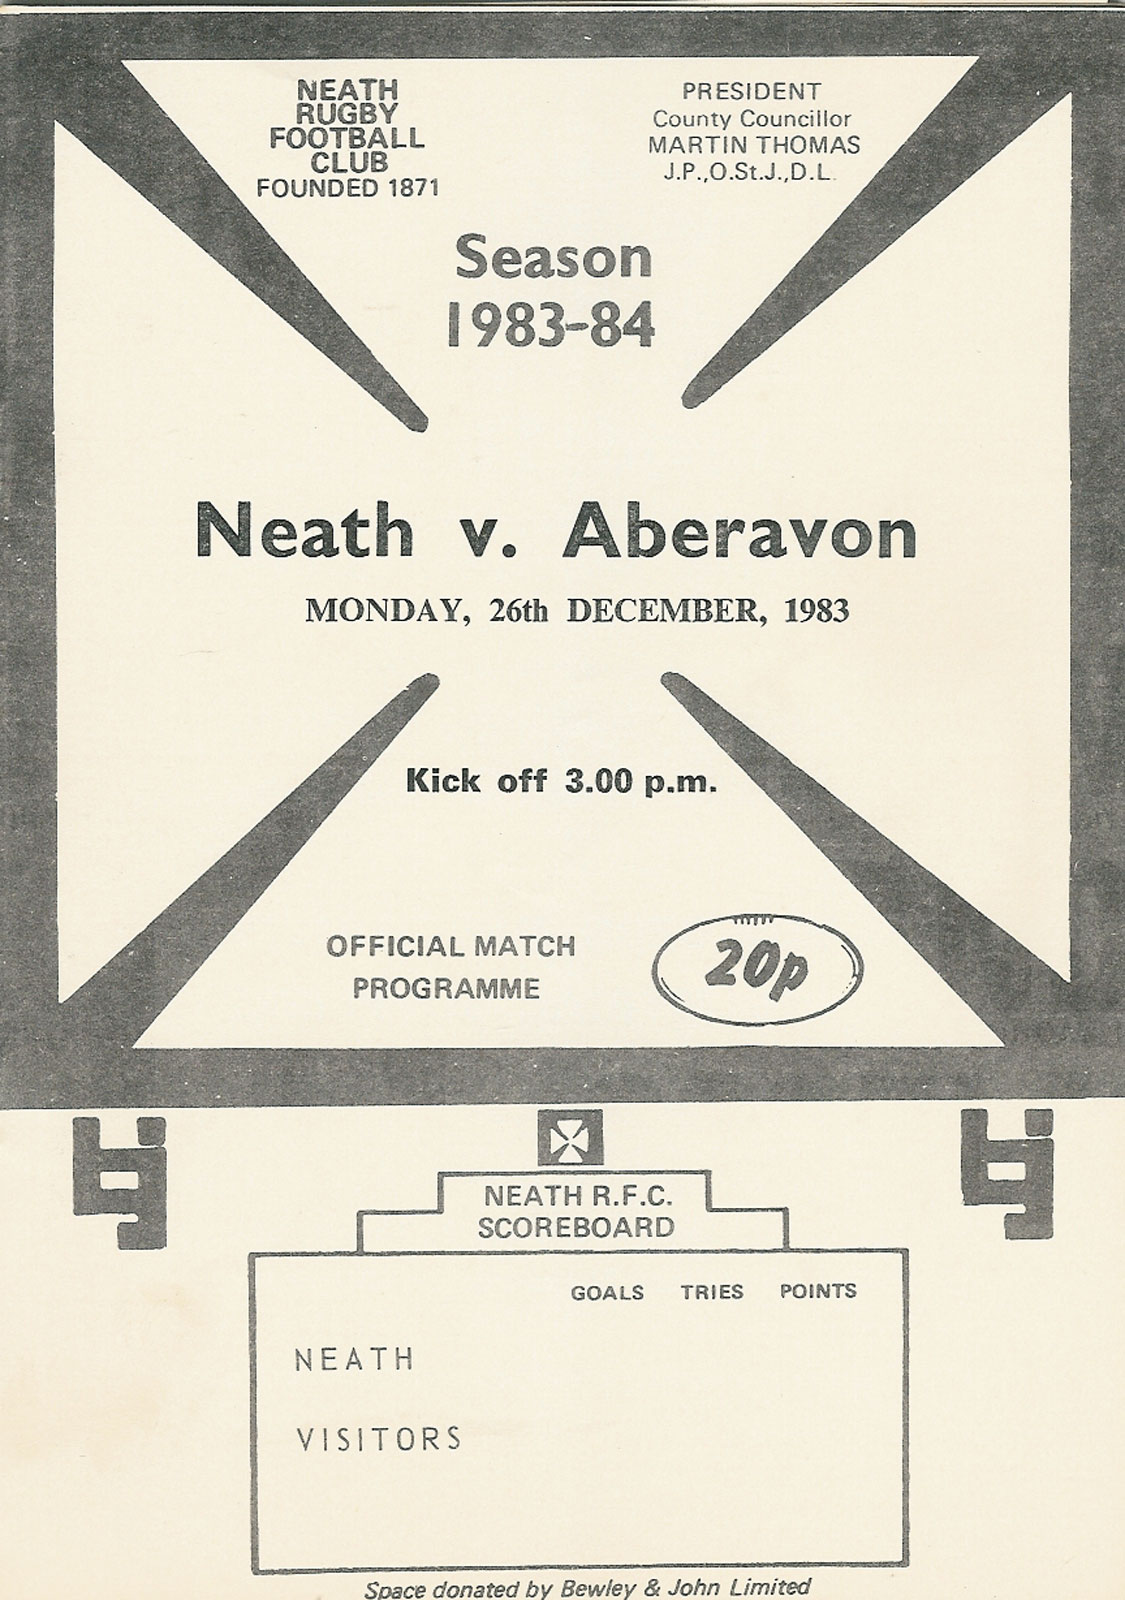 NEATH
RUGBY
FOOTBALL
CLUB
FOUNDED 1871
PRESIDENT
County Councillor
MARTIN THOMAS
J.P.,O.St.J.,D.L.
Season
1983-84
Neath v. Aberavon
MONDAY, 26th DECEMBER, 1983
Kick off 3.00 p.m.
OFFICIAL MATCH
PROGRAMME
20p
NEATH R.F.C.
SCOREBOARD
GOALS TRIES POINTS
NEATH
VISITORS
Space donated by Bewley & John Limited